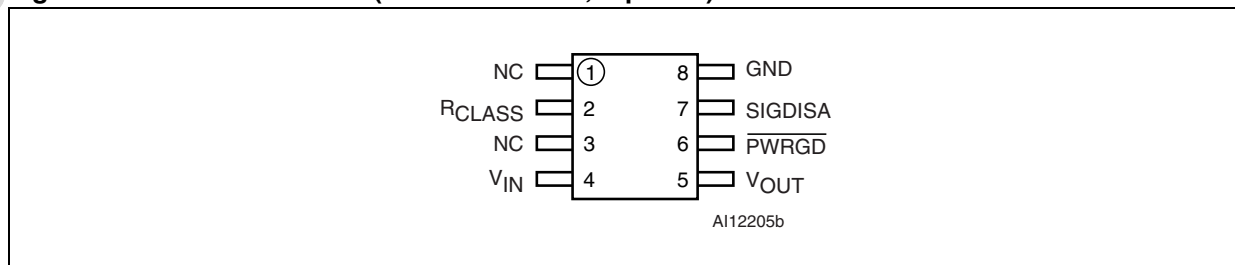 NC 1 8 GND
RCLASS 2 7 SIGDISA
NC 3 6 PWRGD
VIN 4 5 VOUT
AI12205b